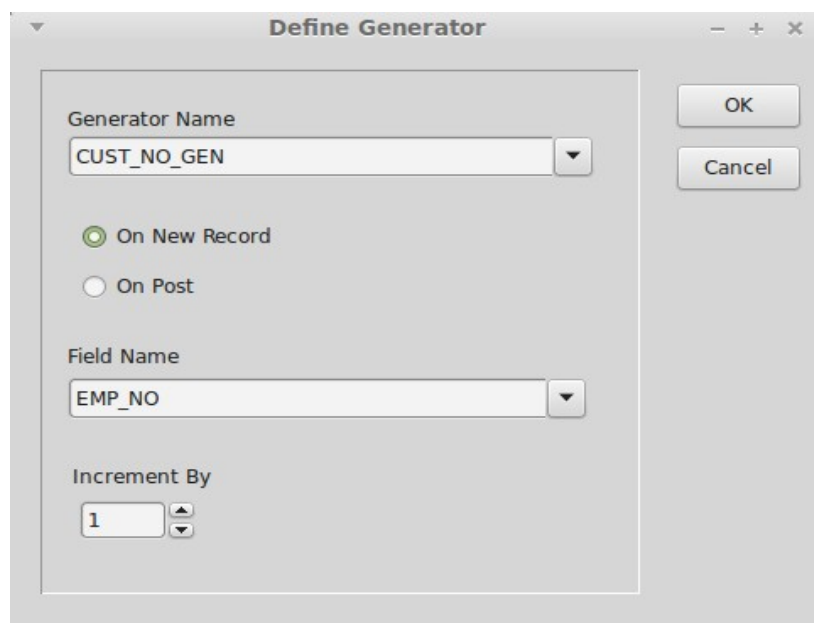 Define Generator
Generator Name
OK
CUST_NO_GEN
Cancel
On New Record
On Post
Field Name
EMP_NO
Increment By
1